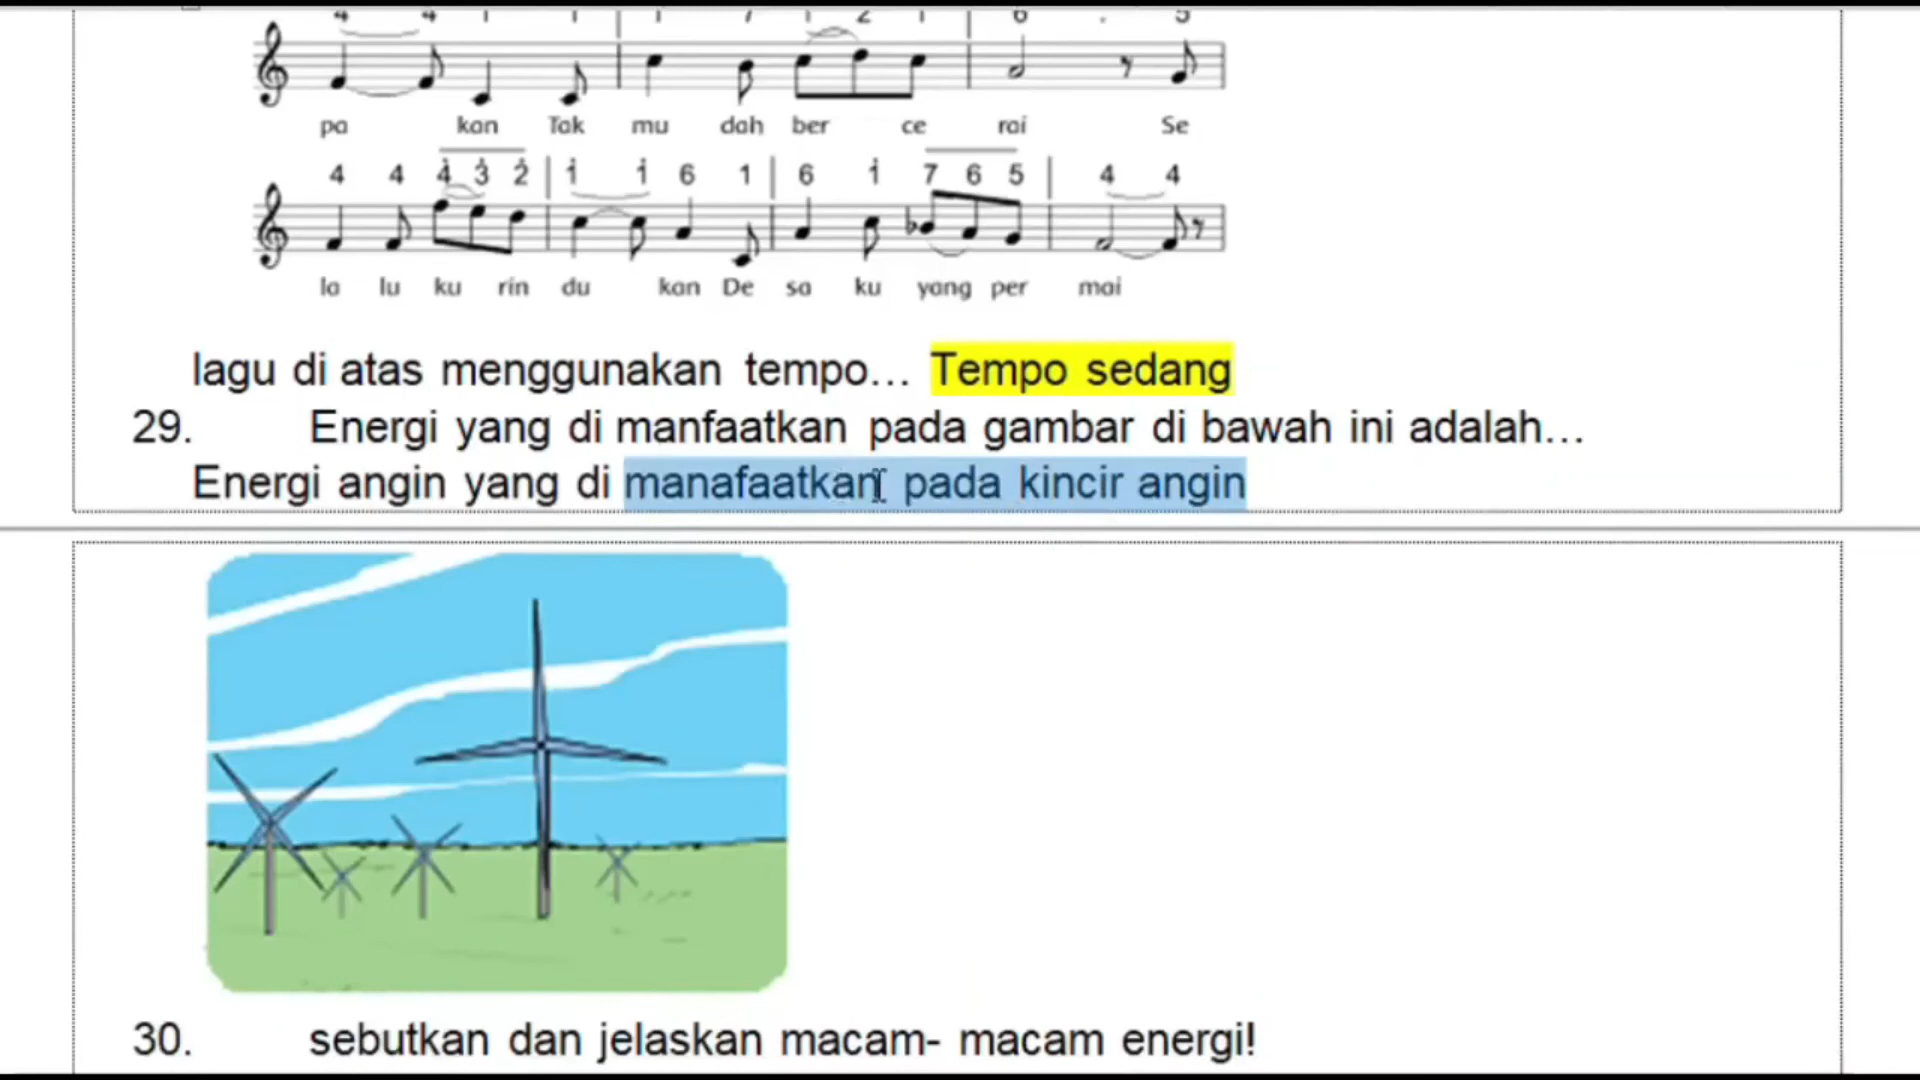 pa kan Tak mu dah ber ce rai Se
4 4 4 3 2 | 1 1 6 1 | 6 1 7 6 5 | 4 4
la lu ku rin du kan De sa ku yang per mai
lagu di atas menggunakan tempo... Tempo sedang
29. Energi yang di manfaatkan pada gambar di bawah ini adalah...
Energi angin yang di manafaatkan pada kincir angin
30. sebutkan dan jelaskan macam- macam energi!